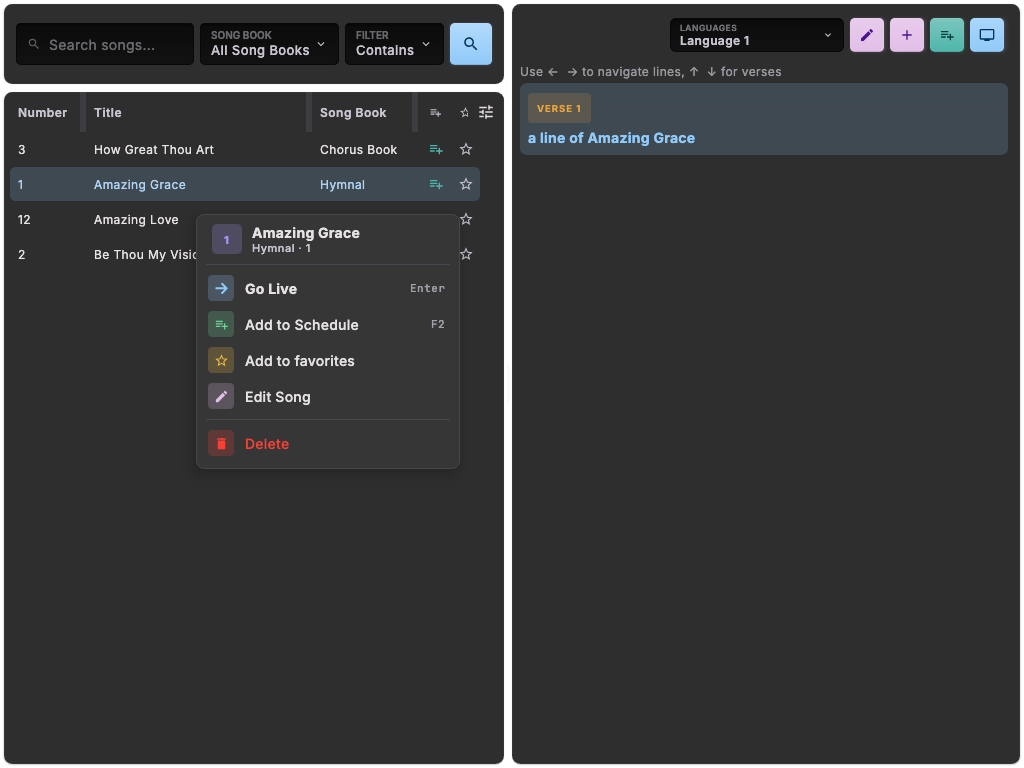 Search songs...
SONG BOOK
All Song Books
FILTER
Contains
Number Title Song Book
3 How Great Thou Art Chorus Book
1 Amazing Grace Hymnal
12 Amazing Love
2 Be Thou My
1 Amazing Grace
Hymnal · 1
Go Live Enter
Add to Schedule F2
Add to favorites
Edit Song
Delete
LANGUAGES
Language 1
Use ← → to navigate lines, ↑ ↓ for verses
VERSE 1
a line of Amazing Grace